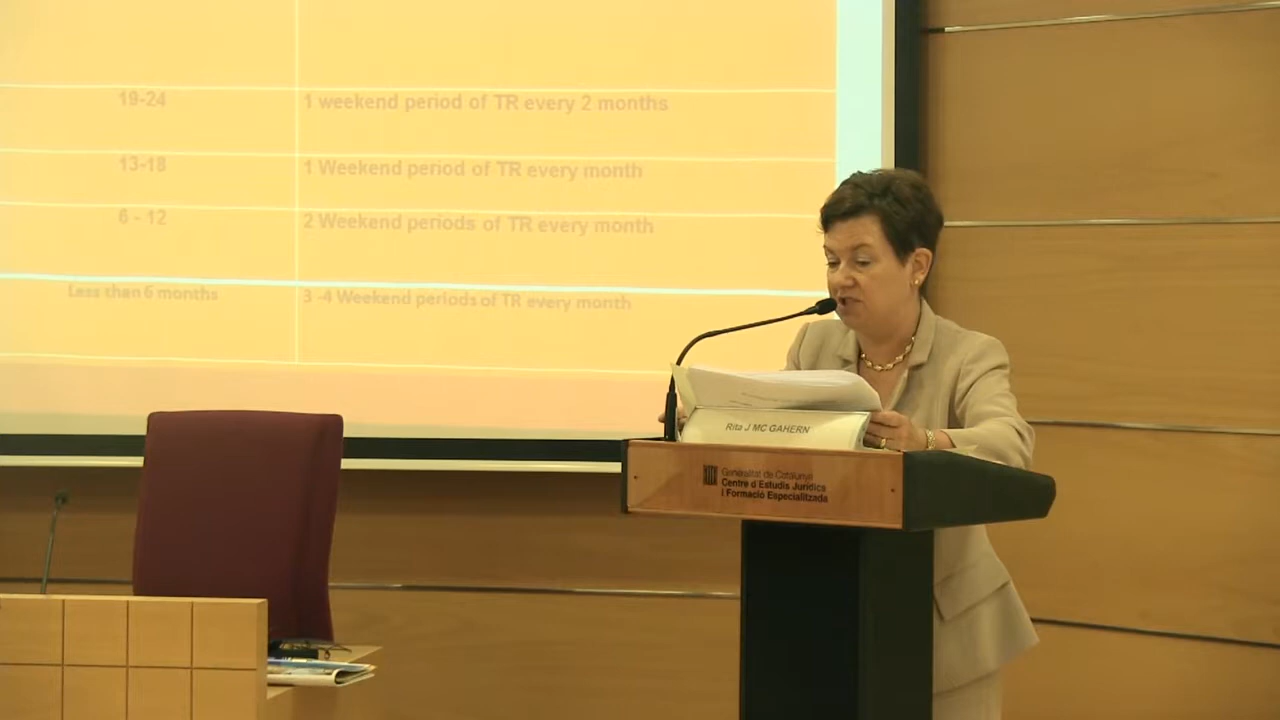 19-24 1 weekend period of TR every 2 months
13-18 1 Weekend period of TR every month
6 - 12 2 Weekend periods of TR every month
Less than 6 months 3 -4 Weekend periods of TR every month
Rita J MC GAHERN
Generalitat de Catalunya
Centre d'Estudis Jurídics
i Formació Especialitzada